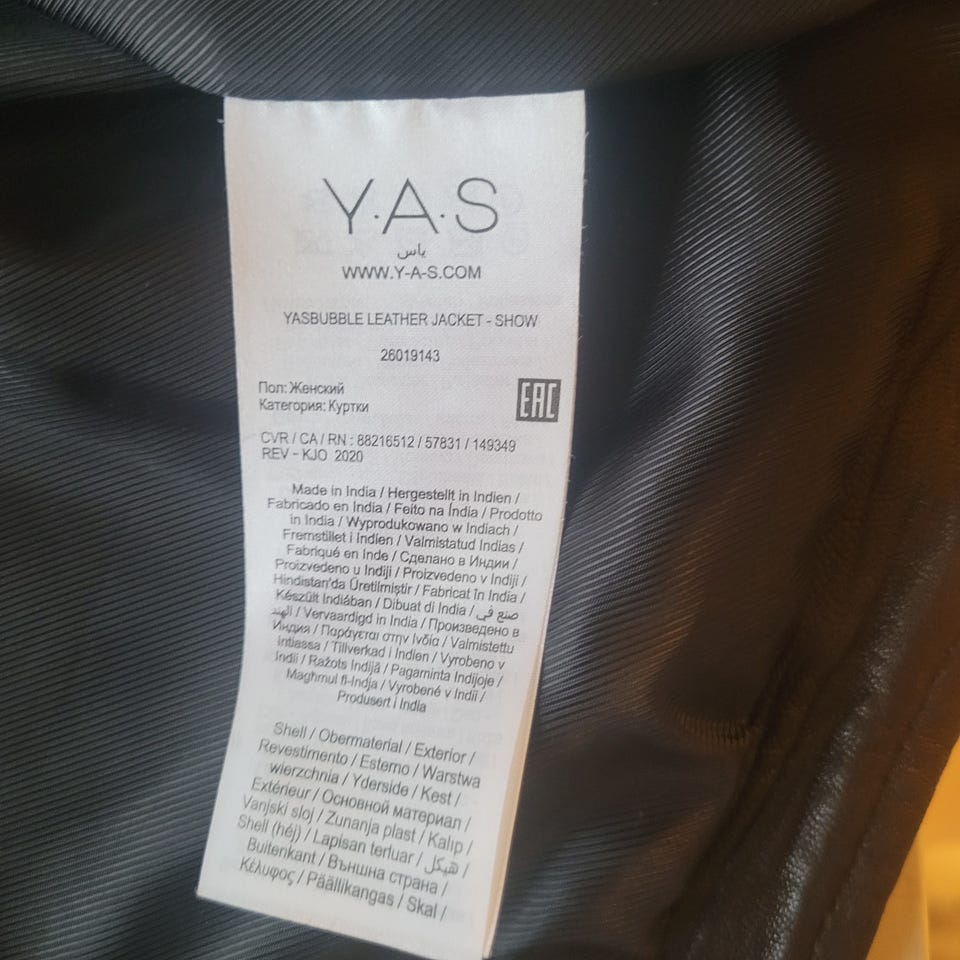 Y.A.S
ياس
WWW.Y-A-S.COM
YASBUBBLE LEATHER JACKET - SHOW
26019143
Пол: Женский
Категория: Куртки
EAC
CVR / CA / RN : 88216512 / 57831 / 149349
REV - KJO 2020
Made in India / Hergestellt in Indien /
Fabricado en India / Feito na Índia / Prodotto
in India / Wyprodukowano w Indiach /
Fremstillet i Indien / Valmistatud Indias /
Fabriqué en Inde / Сделано в Индии /
Proizvedeno u Indiji / Proizvedeno v Indiji /
Hindistan'da Üretilmiştir / Fabricat în India /
Készült Indiában / Dibuat di India / صنع في
الهند / Vervaardigd in India / Произведено в
Индия / Παράγεται στην Ινδία / Valmistettu
Intiassa / Tillverkad i Indien / Vyrobeno v
Indii / Ražots Indijā / Pagaminta Indijoje /
Magħmul fl-Indja / Vyrobené v Indii /
Produsert i India
Shell / Obermaterial / Exterior /
Revestimento / Esterno / Warstwa
wierzchnia / Yderside / Kest /
Extérieur / Основной материал /
Vanjski sloj / Zunanja plast / Kalıp /
Shell (héj) / Lapisan terluar / هيكل /
Buitenkant / Външна страна /
Κέλυφος / Päällikangas / Skal /